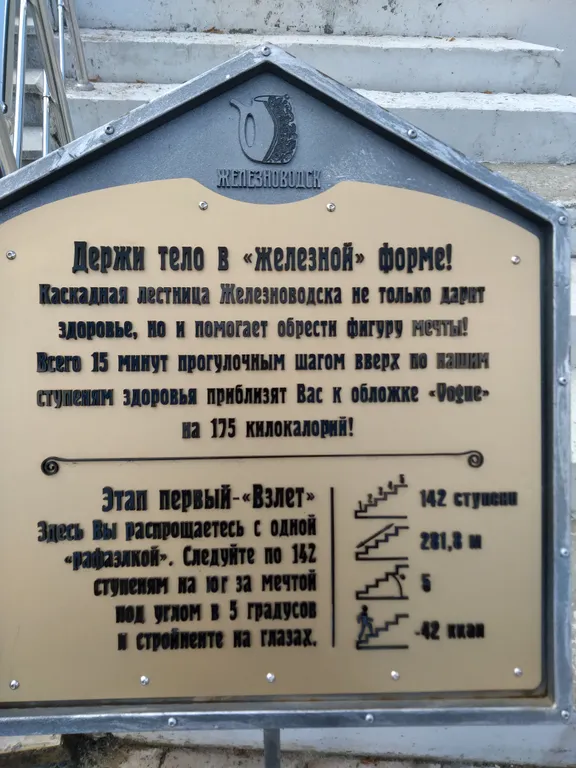 ЖЕЛЕЗНОВОДСК
Держи тело в «железной» форме!
Каскадная лестница Железноводска не только дарит
здоровье, но и помогает обрести фигуру мечты!
Всего 15 минут прогулочным шагом вверх по нашим
ступеням здоровья приблизят Вас к обложке «Vogue»
на 175 килокалорий!
Этап первый-«Взлет»
Здесь Вы распрощаетесь с одной
«рафаэлкой». Следуйте по 142
ступеням на юг за мечтой
под углом в 5 градусов
и стройнейте на глазах.
142 ступени
281,8 м
5
-42 ккал